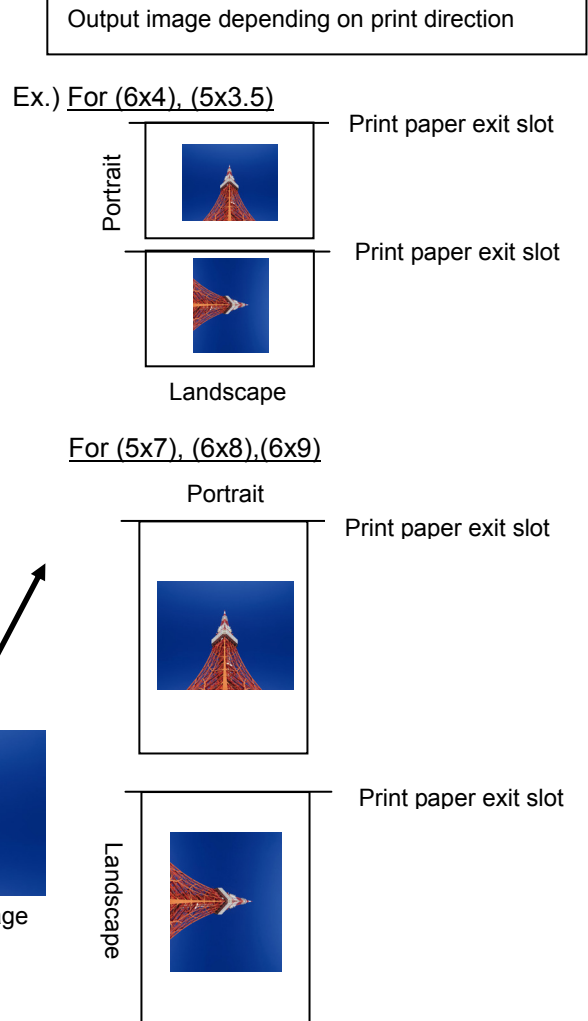 Output image depending on print direction
Ex.) For (6x4), (5x3.5)
Print paper exit slot
Portrait
Print paper exit slot
Landscape
For (5x7), (6x8),(6x9)
Portrait
Print paper exit slot
Print paper exit slot
Landscape